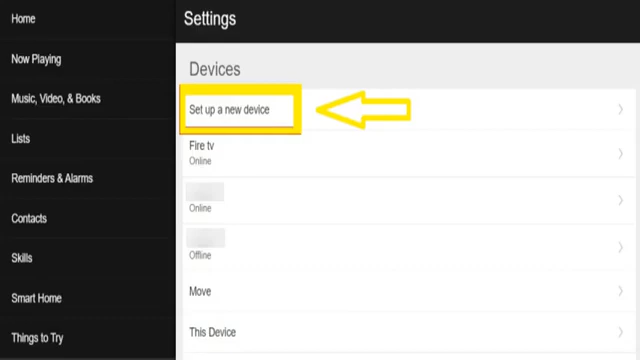 Home
Now Playing
Music, Video, & Books
Lists
Reminders & Alarms
Contacts
Skills
Smart Home
Things to Try
Settings
Devices
Set up a new device
Fire tv
Online
Online
Offline
Move
This Device